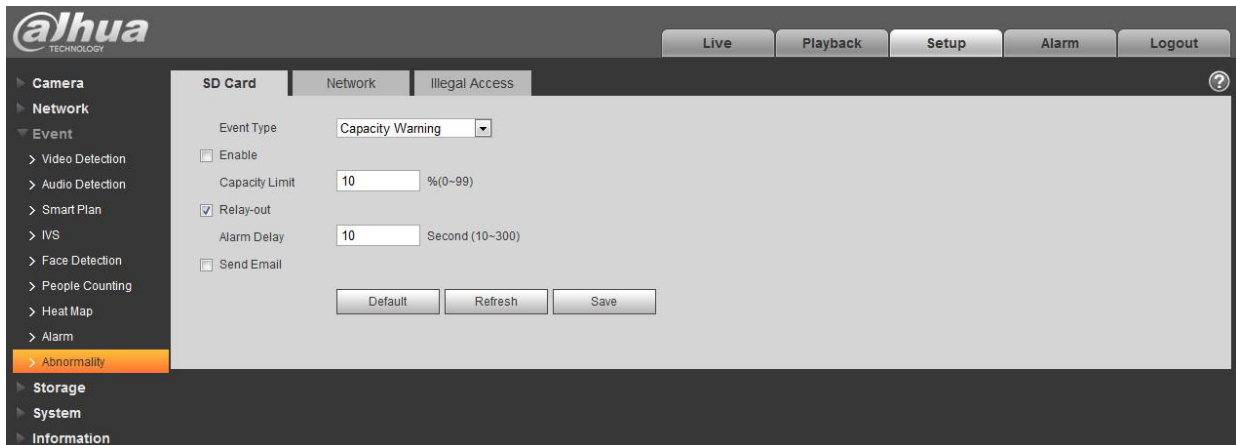 alhua
TECHNOLOGY
Live Playback Setup Alarm Logout
Camera
Network
Event
> Video Detection
> Audio Detection
> Smart Plan
> IVS
> Face Detection
> People Counting
> Heat Map
> Alarm
> Abnormality
Storage
System
Information
SD Card Network Illegal Access
?
Event Type Capacity Warning
Enable
Capacity Limit 10 %(0~99)
Relay-out
Alarm Delay 10 Second (10~300)
Send Email
Default Refresh Save